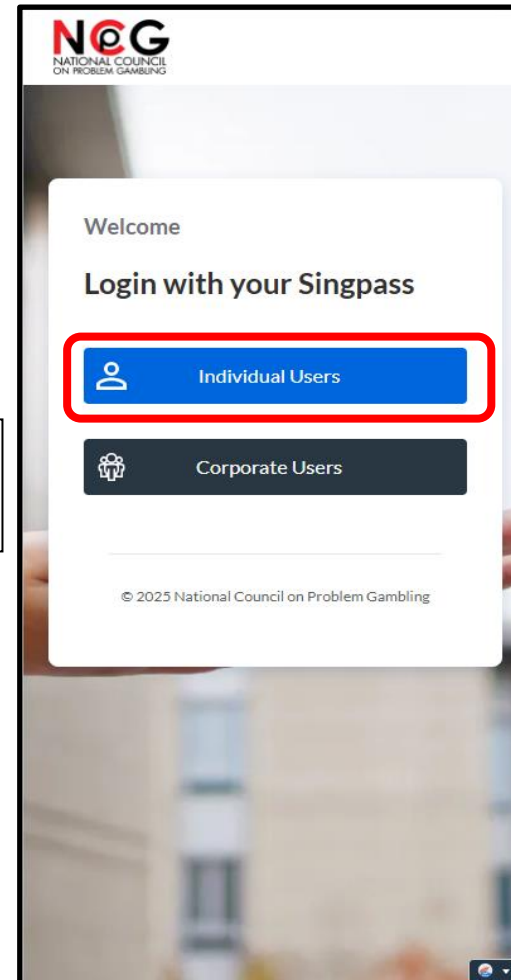 NCPG
NATIONAL COUNCIL
ON PROBLEM GAMBLING
Welcome
Login with your Singpass
Individual Users
Corporate Users
© 2025 National Council on Problem Gambling